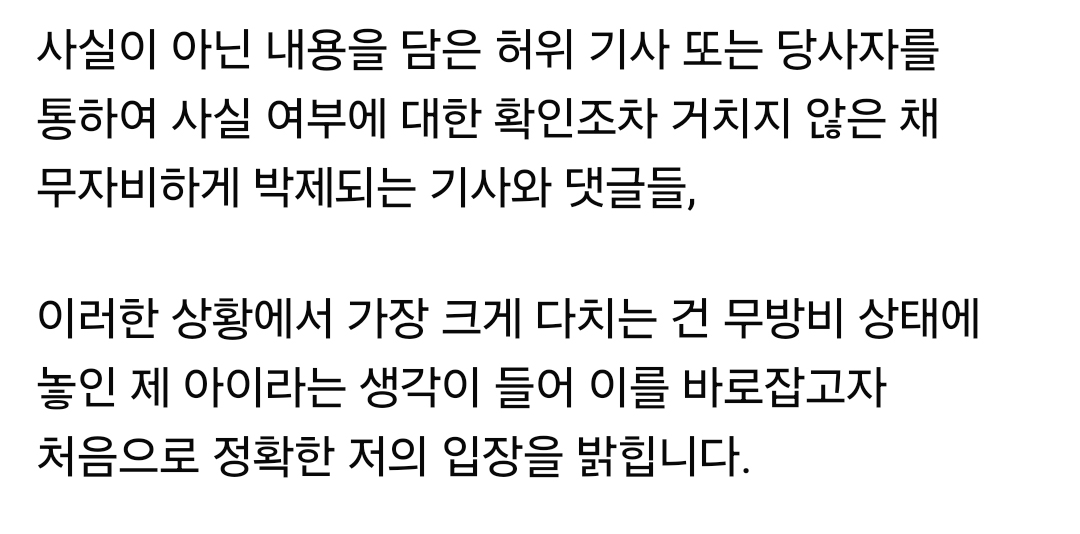 사실이 아닌 내용을 담은 허위 기사 또는 당사자를
통하여 사실 여부에 대한 확인조차 거치지 않은 채
무자비하게 박제되는 기사와 댓글들,
이러한 상황에서 가장 크게 다치는 건 무방비 상태에
놓인 제 아이라는 생각이 들어 이를 바로잡고자
처음으로 정확한 저의 입장을 밝힙니다.